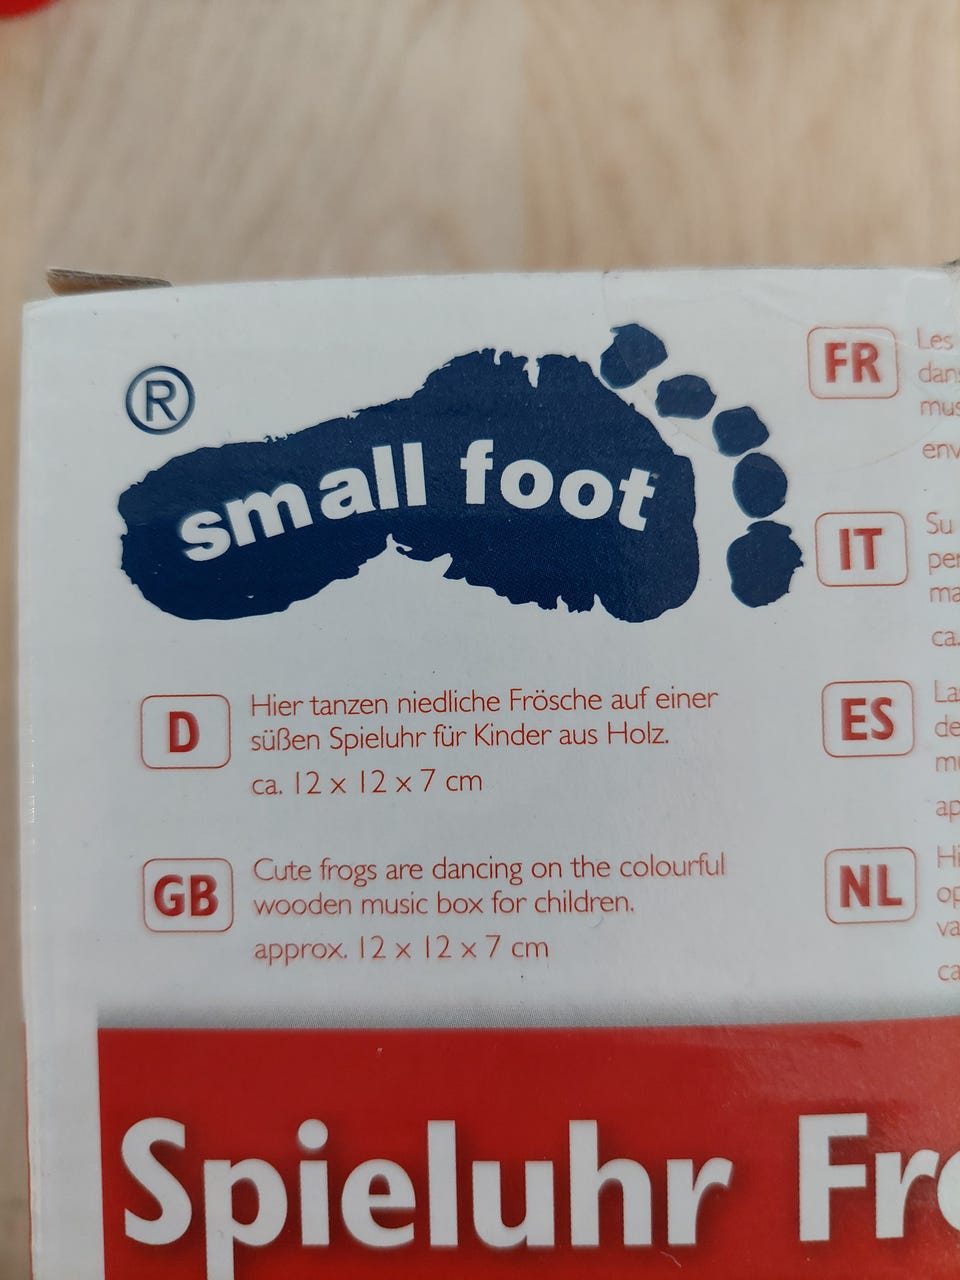 ®
small foot
D
Hier tanzen niedliche Frösche auf einer
süßen Spieluhr für Kinder aus Holz.
ca. 12 x 12 x 7 cm
GB
Cute frogs are dancing on the colourful
wooden music box for children.
approx. 12 x 12 x 7 cm
FR
Les
IT
Su
ca.
ES
NL
Spieluhr